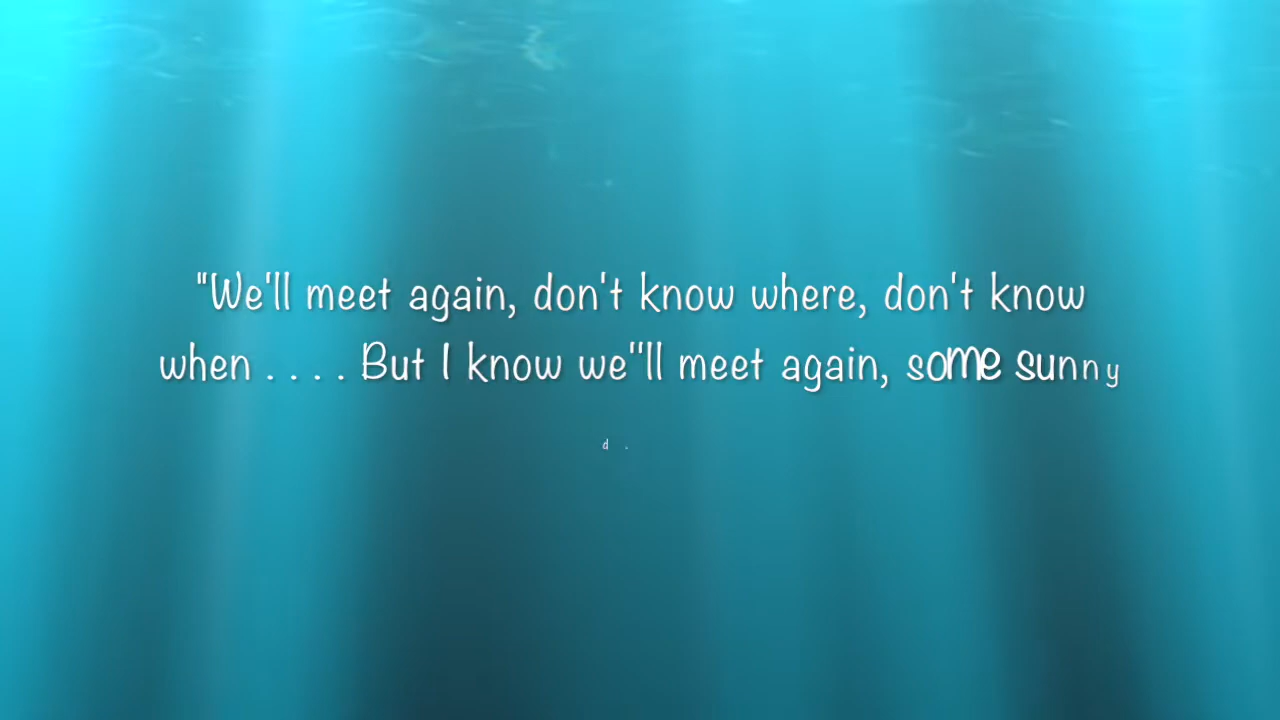 "We'll meet again, don't know where, don't know
when . . . . But I know we"ll meet again, some sunny